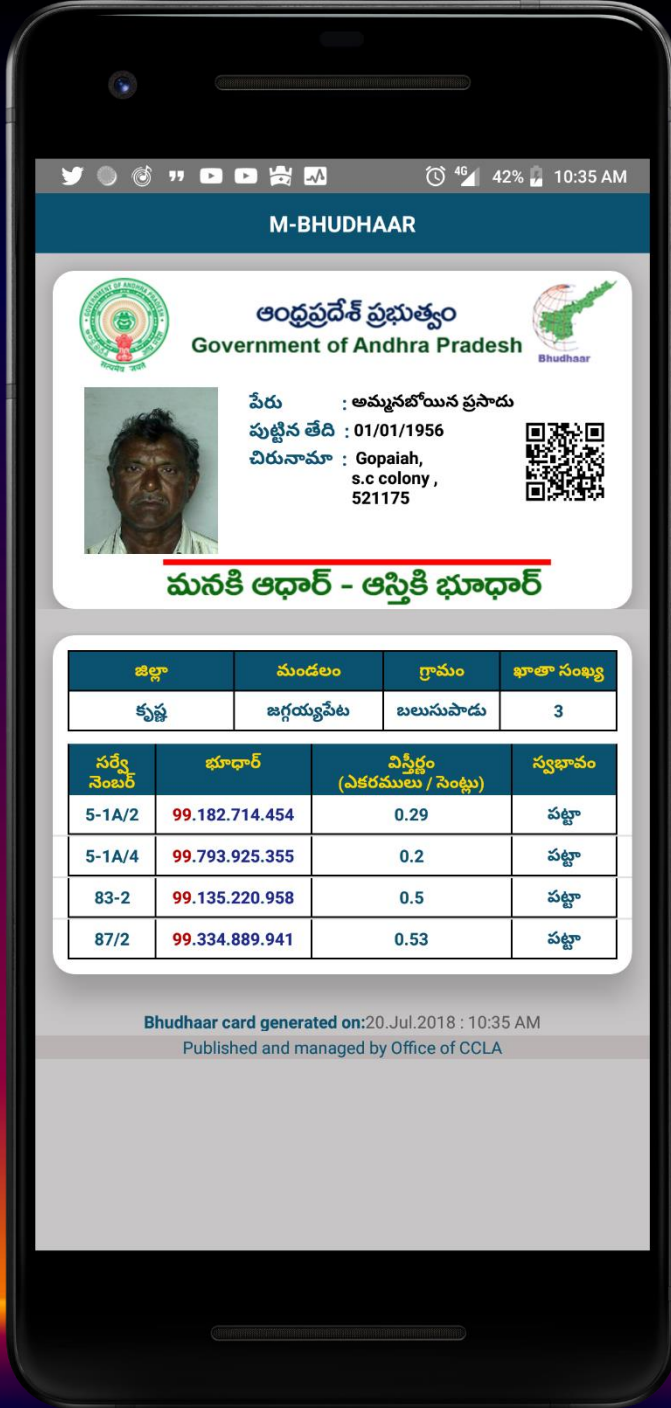 42% 10:35 AM
M-BHUDHAAR
ఆంధ్రప్రదేశ్ ప్రభుత్వం
Government of Andhra Pradesh
Bhudhaar
పేరు : అమ్మనబోయిన ప్రసాదు
పుట్టిన తేది : 01/01/1956
చిరునామా : Gopaiah,
s.c colony ,
521175
మనకి ఆధార్ - ఆస్తికి భూధార్
జిల్లా మండలం గ్రామం ఖాతా సంఖ్య
కృష్ణ జగ్గయ్యపేట బలుసుపాడు 3
సర్వే నెంబర్ భూధార్ విస్తీర్ణం (ఎకరములు / సెంట్లు) స్వభావం
5-1A/2 99.182.714.454 0.29 పట్టా
5-1A/4 99.793.925.355 0.2 పట్టా
83-2 99.135.220.958 0.5 పట్టా
87/2 99.334.889.941 0.53 పట్టా
Bhudhaar card generated on:20.Jul.2018 : 10:35 AM
Published and managed by Office of CCLA